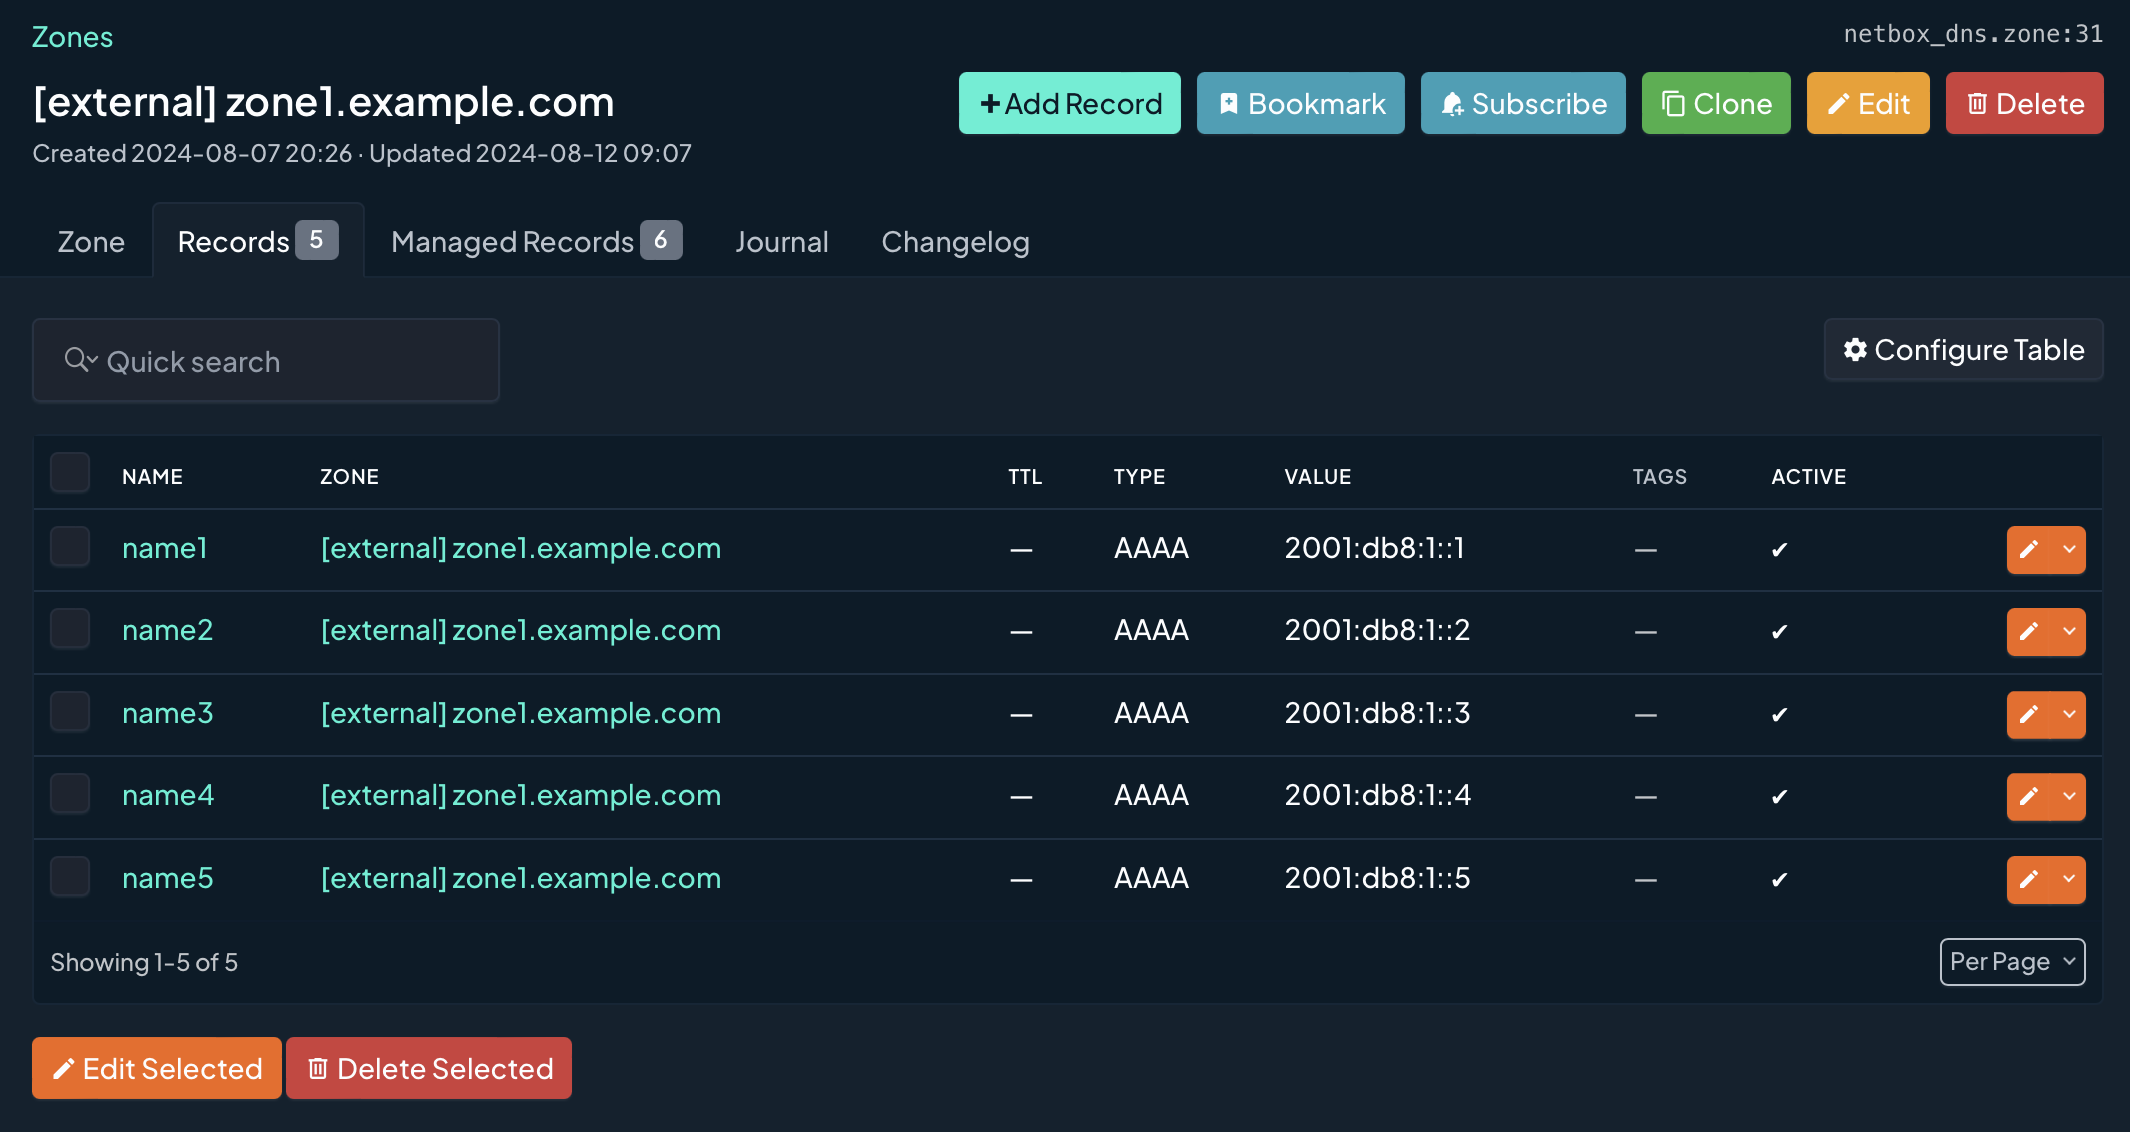 Zones
netbox_dns.zone:31
[external] zone1.example.com
+ Add Record Bookmark Subscribe Clone Edit Delete
Created 2024-08-07 20:26 · Updated 2024-08-12 09:07
Zone Records 5 Managed Records 6 Journal Changelog
Quick search
Configure Table
NAME ZONE TTL TYPE VALUE TAGS ACTIVE
name1 [external] zone1.example.com — AAAA 2001:db8:1::1 — ✔
name2 [external] zone1.example.com — AAAA 2001:db8:1::2 — ✔
name3 [external] zone1.example.com — AAAA 2001:db8:1::3 — ✔
name4 [external] zone1.example.com — AAAA 2001:db8:1::4 — ✔
name5 [external] zone1.example.com — AAAA 2001:db8:1::5 — ✔
Showing 1-5 of 5
Per Page
Edit Selected Delete Selected